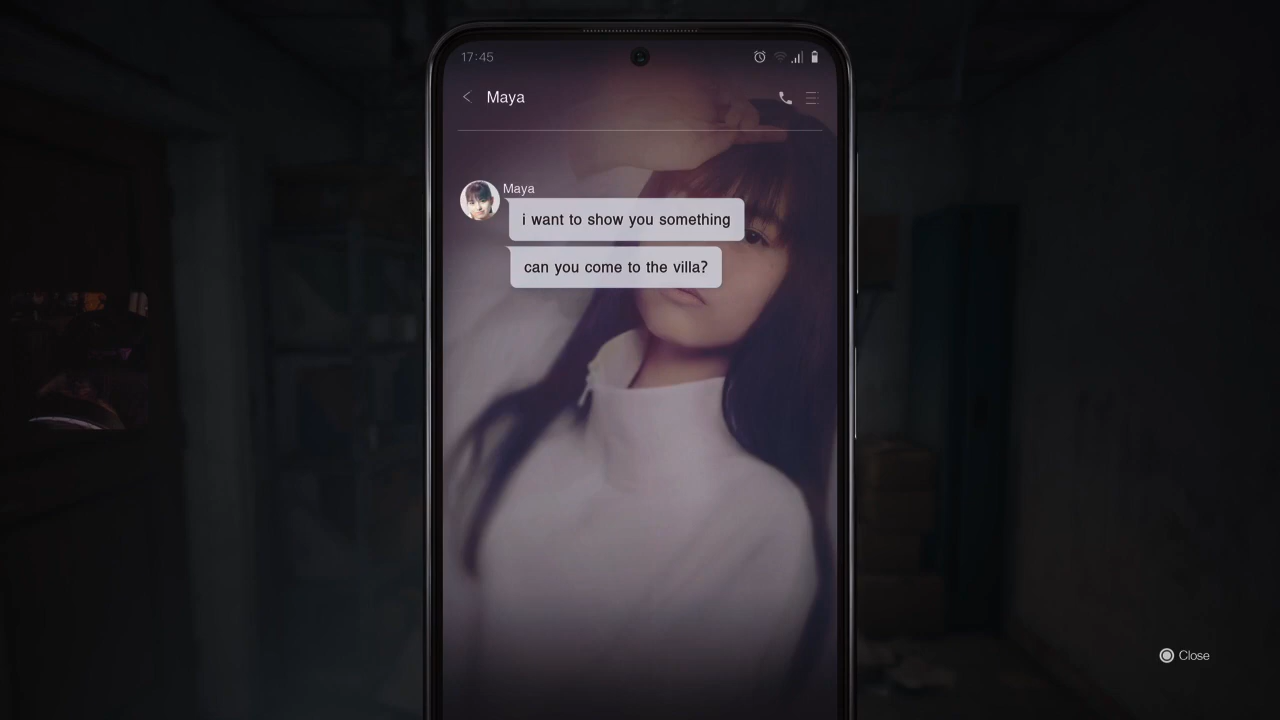 17:45
Maya
Maya
i want to show you something
can you come to the villa?
Close